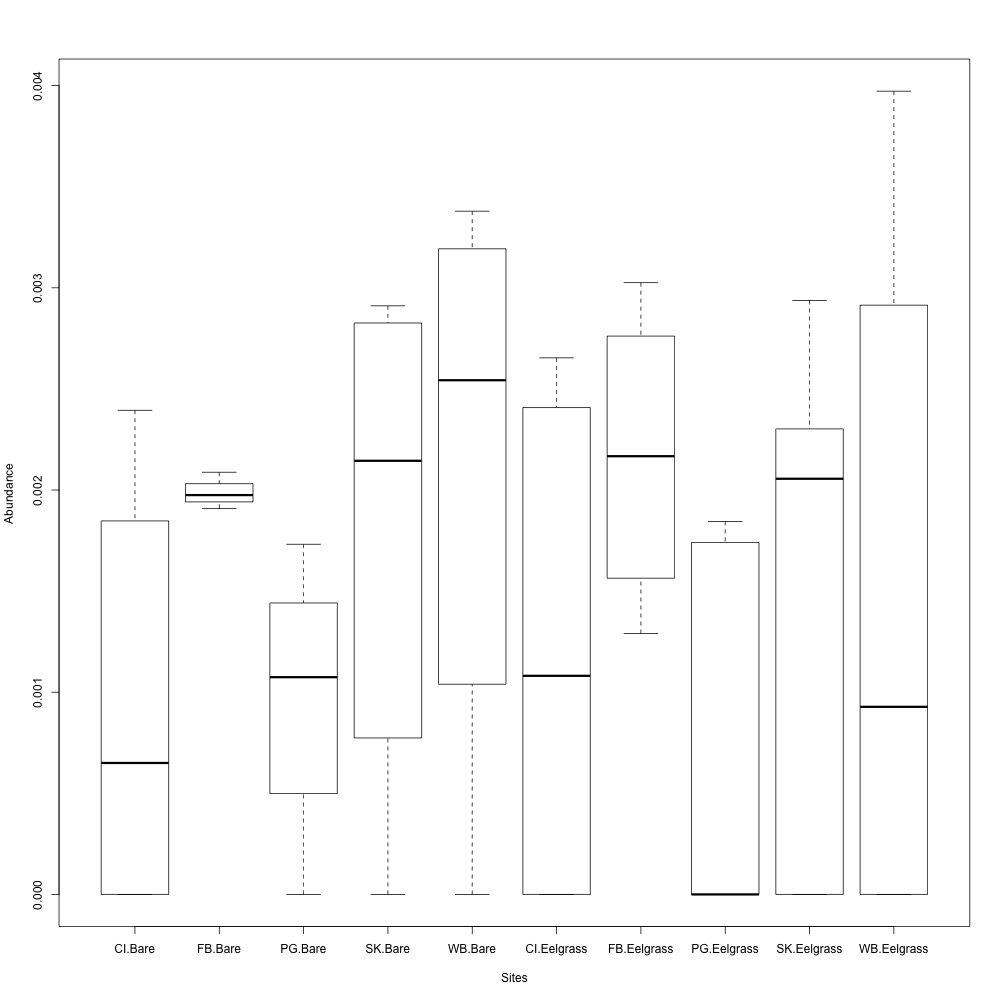 0.004
0.003
0.002
0.001
0.000
Abundance
CI.Bare FB.Bare PG.Bare SK.Bare WB.Bare CI.Eelgrass FB.Eelgrass PG.Eelgrass SK.Eelgrass WB.Eelgrass
Sites